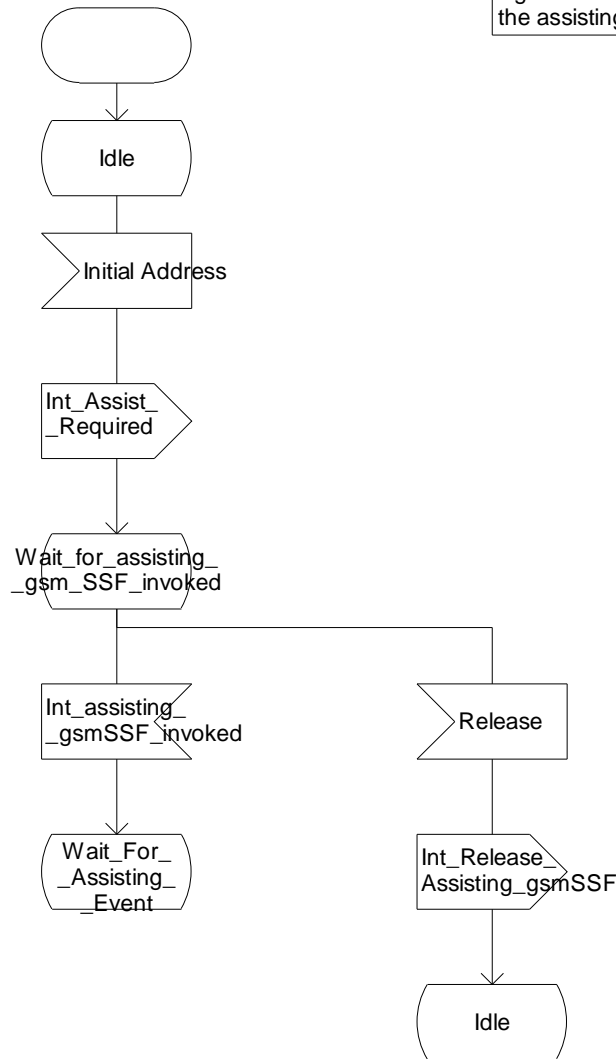 the assisting
Idle
Initial Address
Int_Assist_
_Required
Wait_for_assisting_
_gsm_SSF_invoked
Int_assisting_
_gsmSSF_invoked
Release
Wait_For_
_Assisting_
_Event
Int_Release_
Assisting_gsmSSF
Idle